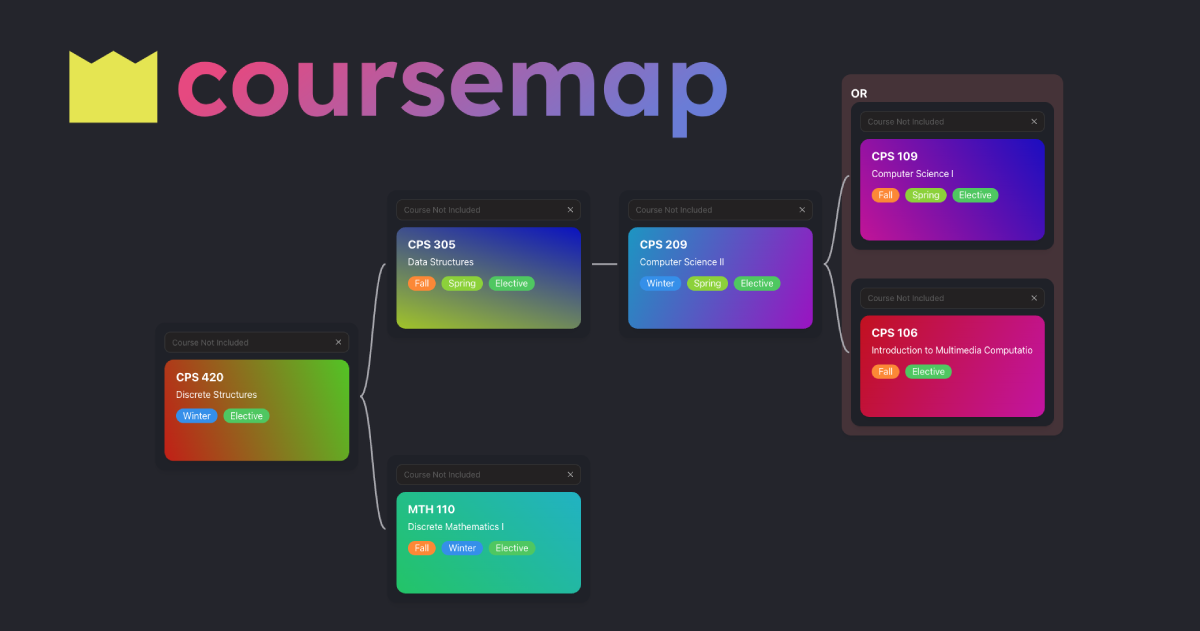 coursemap
OR
Course Not Included ×
CPS 109
Computer Science I
Fall Spring Elective
Course Not Included ×
CPS 305
Data Structures
Fall Spring Elective
Course Not Included ×
CPS 209
Computer Science II
Winter Spring Elective
Course Not Included ×
CPS 106
Introduction to Multimedia Computatio
Fall Elective
Course Not Included ×
CPS 420
Discrete Structures
Winter Elective
Course Not Included ×
MTH 110
Discrete Mathematics I
Fall Winter Elective